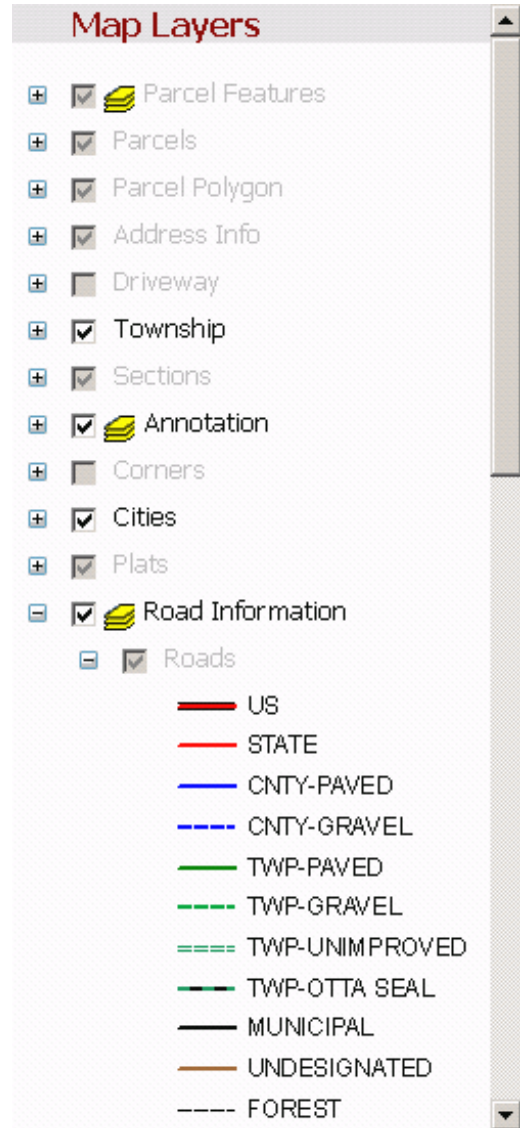 Map Layers
Parcel Features
Parcels
Parcel Polygon
Address Info
Driveway
Township
Sections
Annotation
Corners
Cities
Plats
Road Information
Roads
US
STATE
CNTY-PAVED
CNTY-GRAVEL
TWP-PAVED
TWP-GRAVEL
TWP-UNIMPROVED
TWP-OTTA SEAL
MUNICIPAL
UNDESIGNATED
FOREST